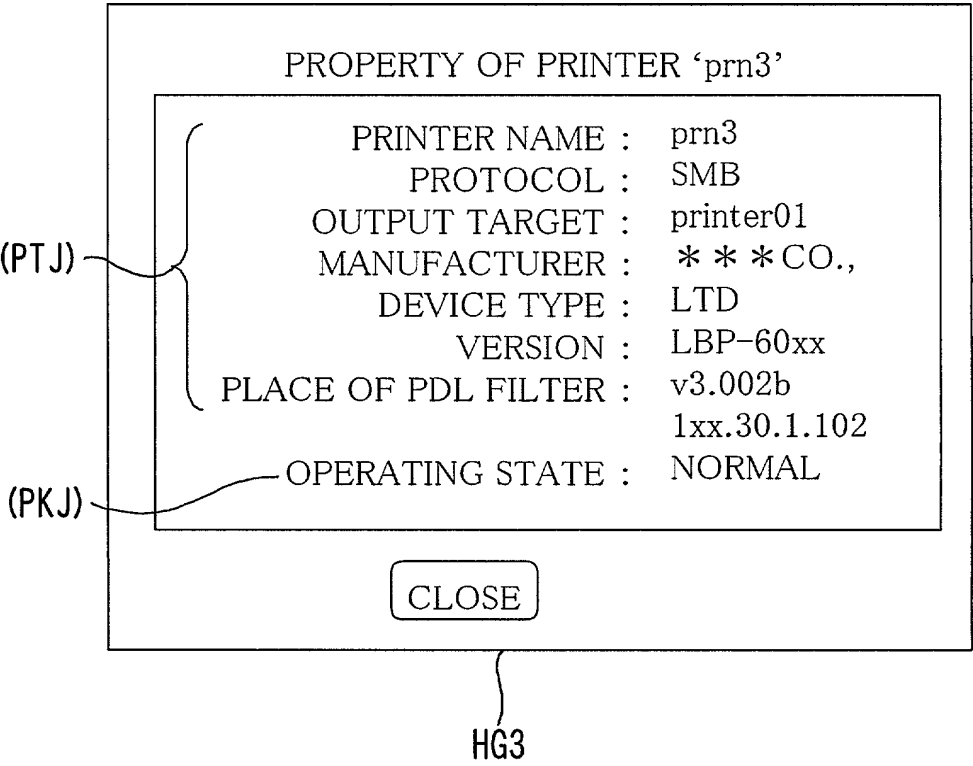 PROPERTY OF PRINTER ‘prn3’
PRINTER NAME : prn3
PROTOCOL : SMB
OUTPUT TARGET : printer01
(PTJ) MANUFACTURER : ***CO.,
DEVICE TYPE : LTD
VERSION : LBP-60xx
PLACE OF PDL FILTER : v3.002b
1xx.30.1.102
(PKJ) OPERATING STATE : NORMAL
CLOSE
HG3